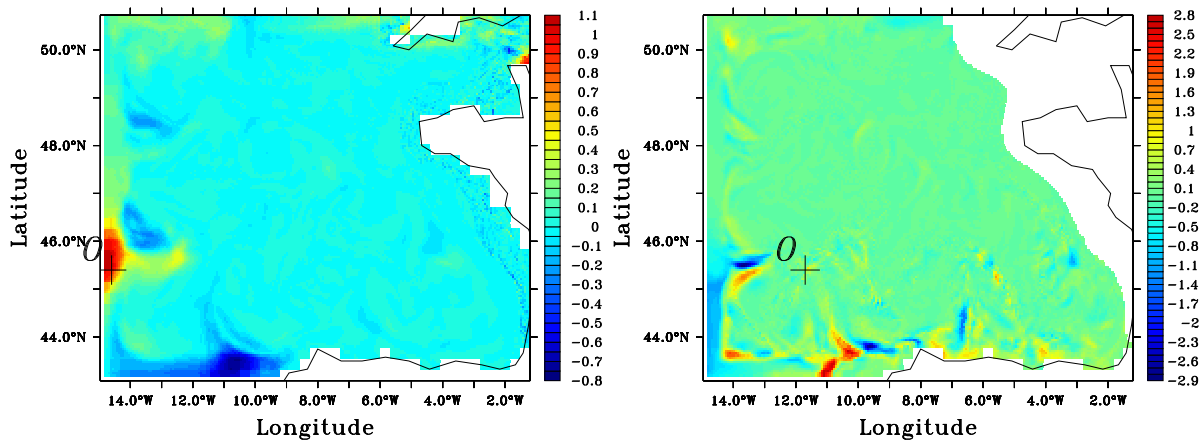 Latitude
50.0°N
48.0°N
46.0°N
44.0°N
O
14.0°W 12.0°W 10.0°W 8.0°W 6.0°W 4.0°W 2.0°W
Longitude
1.1
1
0.9
0.8
0.7
0.6
0.5
0.4
0.3
0.2
0.1
0
−0.1
−0.2
−0.3
−0.4
−0.5
−0.6
−0.7
−0.8
Latitude
50.0°N
48.0°N
46.0°N
44.0°N
O
14.0°W 12.0°W 10.0°W 8.0°W 6.0°W 4.0°W 2.0°W
Longitude
2.8
2.5
2.2
1.9
1.6
1.3
1
0.7
0.4
0.1
−0.2
−0.5
−0.8
−1.1
−1.4
−1.7
−2
−2.3
−2.6
−2.9